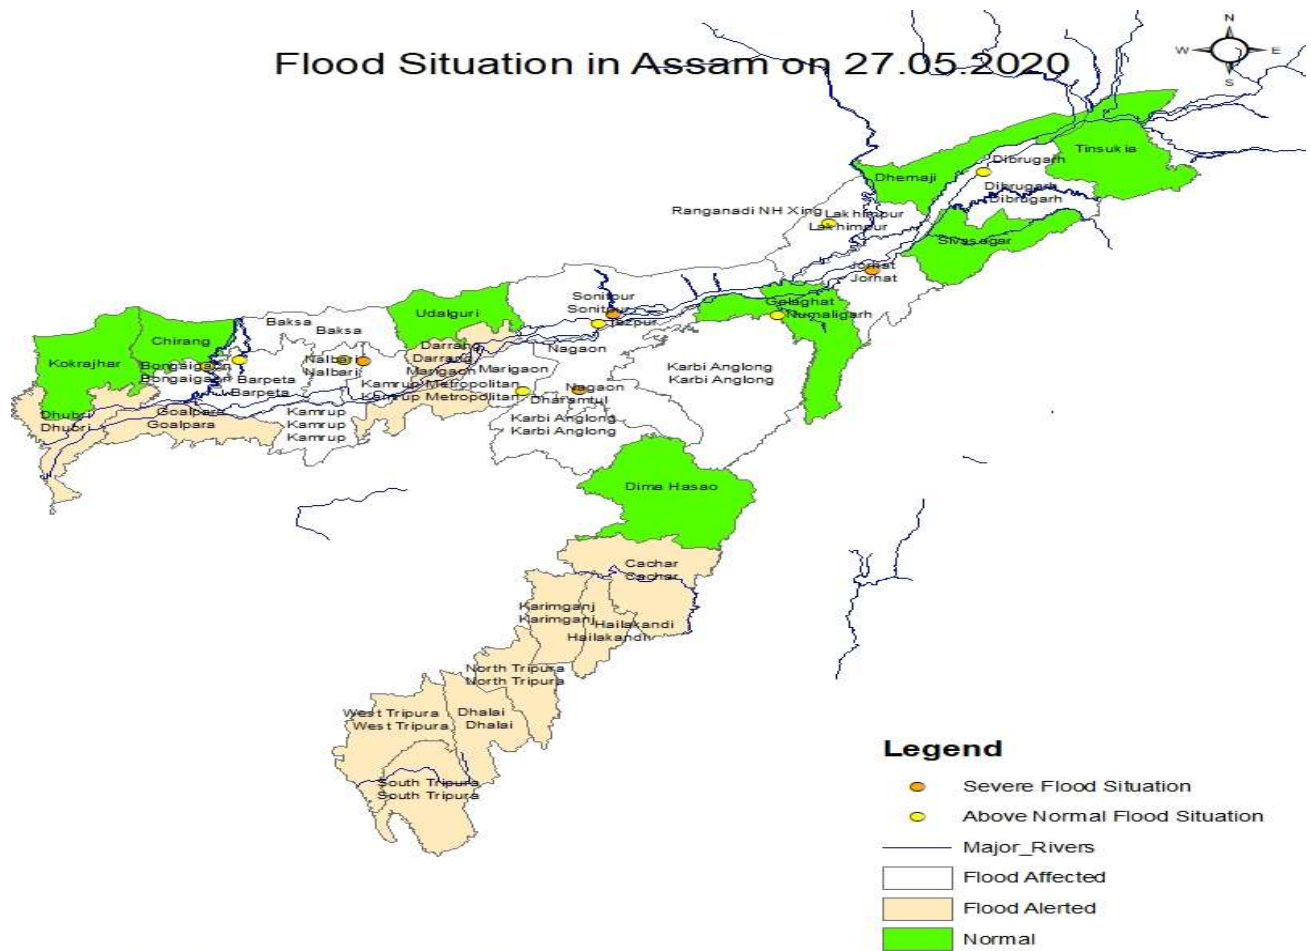 N
W E
S
Flood Situation in Assam on 27.05.2020
Tinsukia
Dibrugarh
Dhemaji
Dibrugarh
Dibrugarh
Ranganadi NH Xing
Lakhimpur
Lakhimpur
Sivasagar
Jorhat
Jorhat
Sonitpur
Sonitpur
Tezpur
Golaghat
Numaligarh
Udalguri
Baksa
Baksa
Chirang
Kokrajhar
Bongaigaon
Bongaigaon
Barpeta
Barpeta
Nalbari
Nalbari
Darrang
Darrang
Marigaon
Marigaon
Nagaon
Kamrup Metropolitan
Kamrup Metropolitan
Nagaon
Dharamtul
Karbi Anglong
Karbi Anglong
Karbi Anglong
Karbi Anglong
Dhubri
Dhubri
Goalpara
Goalpara
Kamrup
Kamrup
Kamrup
Dima Hasao
Cachar
Cachar
Karimganj
Karimganj
Hailakandi
Hailakandi
North Tripura
North Tripura
West Tripura
West Tripura
Dhalai
Dhalai
South Tripura
South Tripura
Legend
Severe Flood Situation
Above Normal Flood Situation
Major_Rivers
Flood Affected
Flood Alerted
Normal